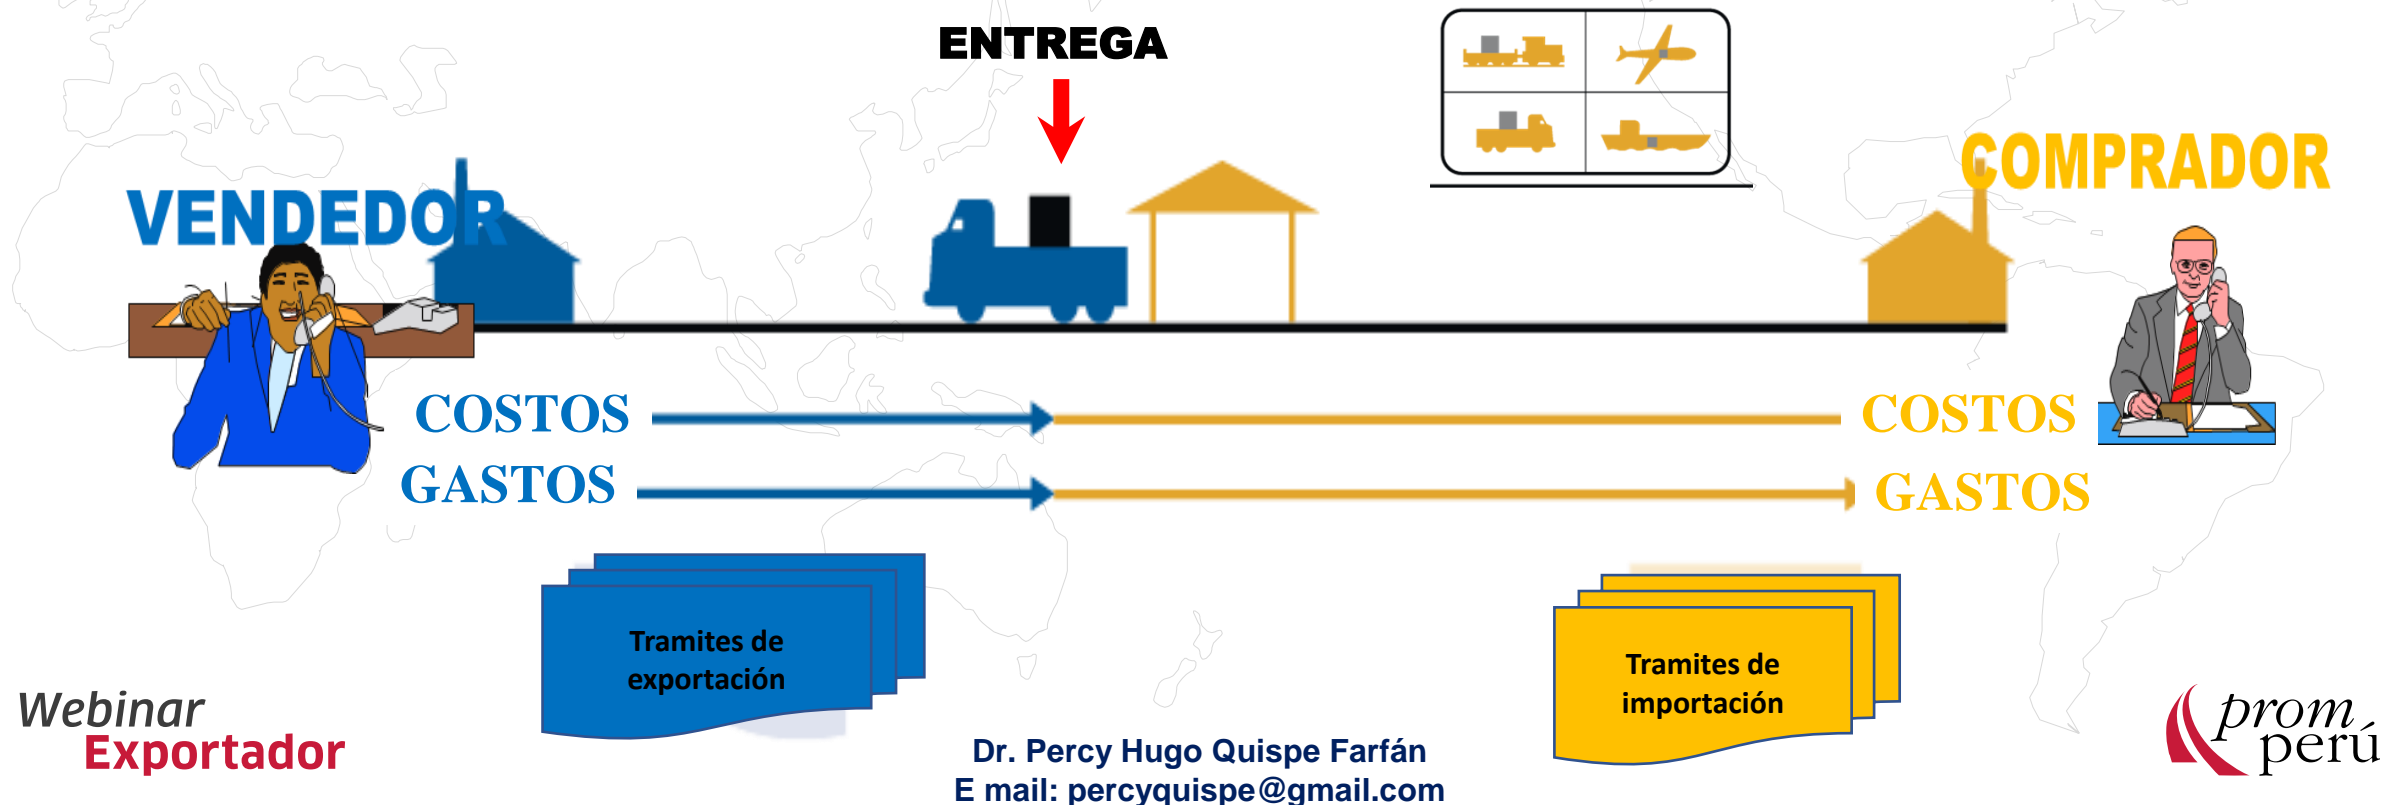 ENTREGA
VENDEDOR
COMPRADOR
COSTOS
COSTOS
GASTOS
GASTOS
Tramites de
exportación
Tramites de
importación
Webinar
Exportador
Dr. Percy Hugo Quispe Farfán
E mail: percyquispe@gmail.com
prom
perú